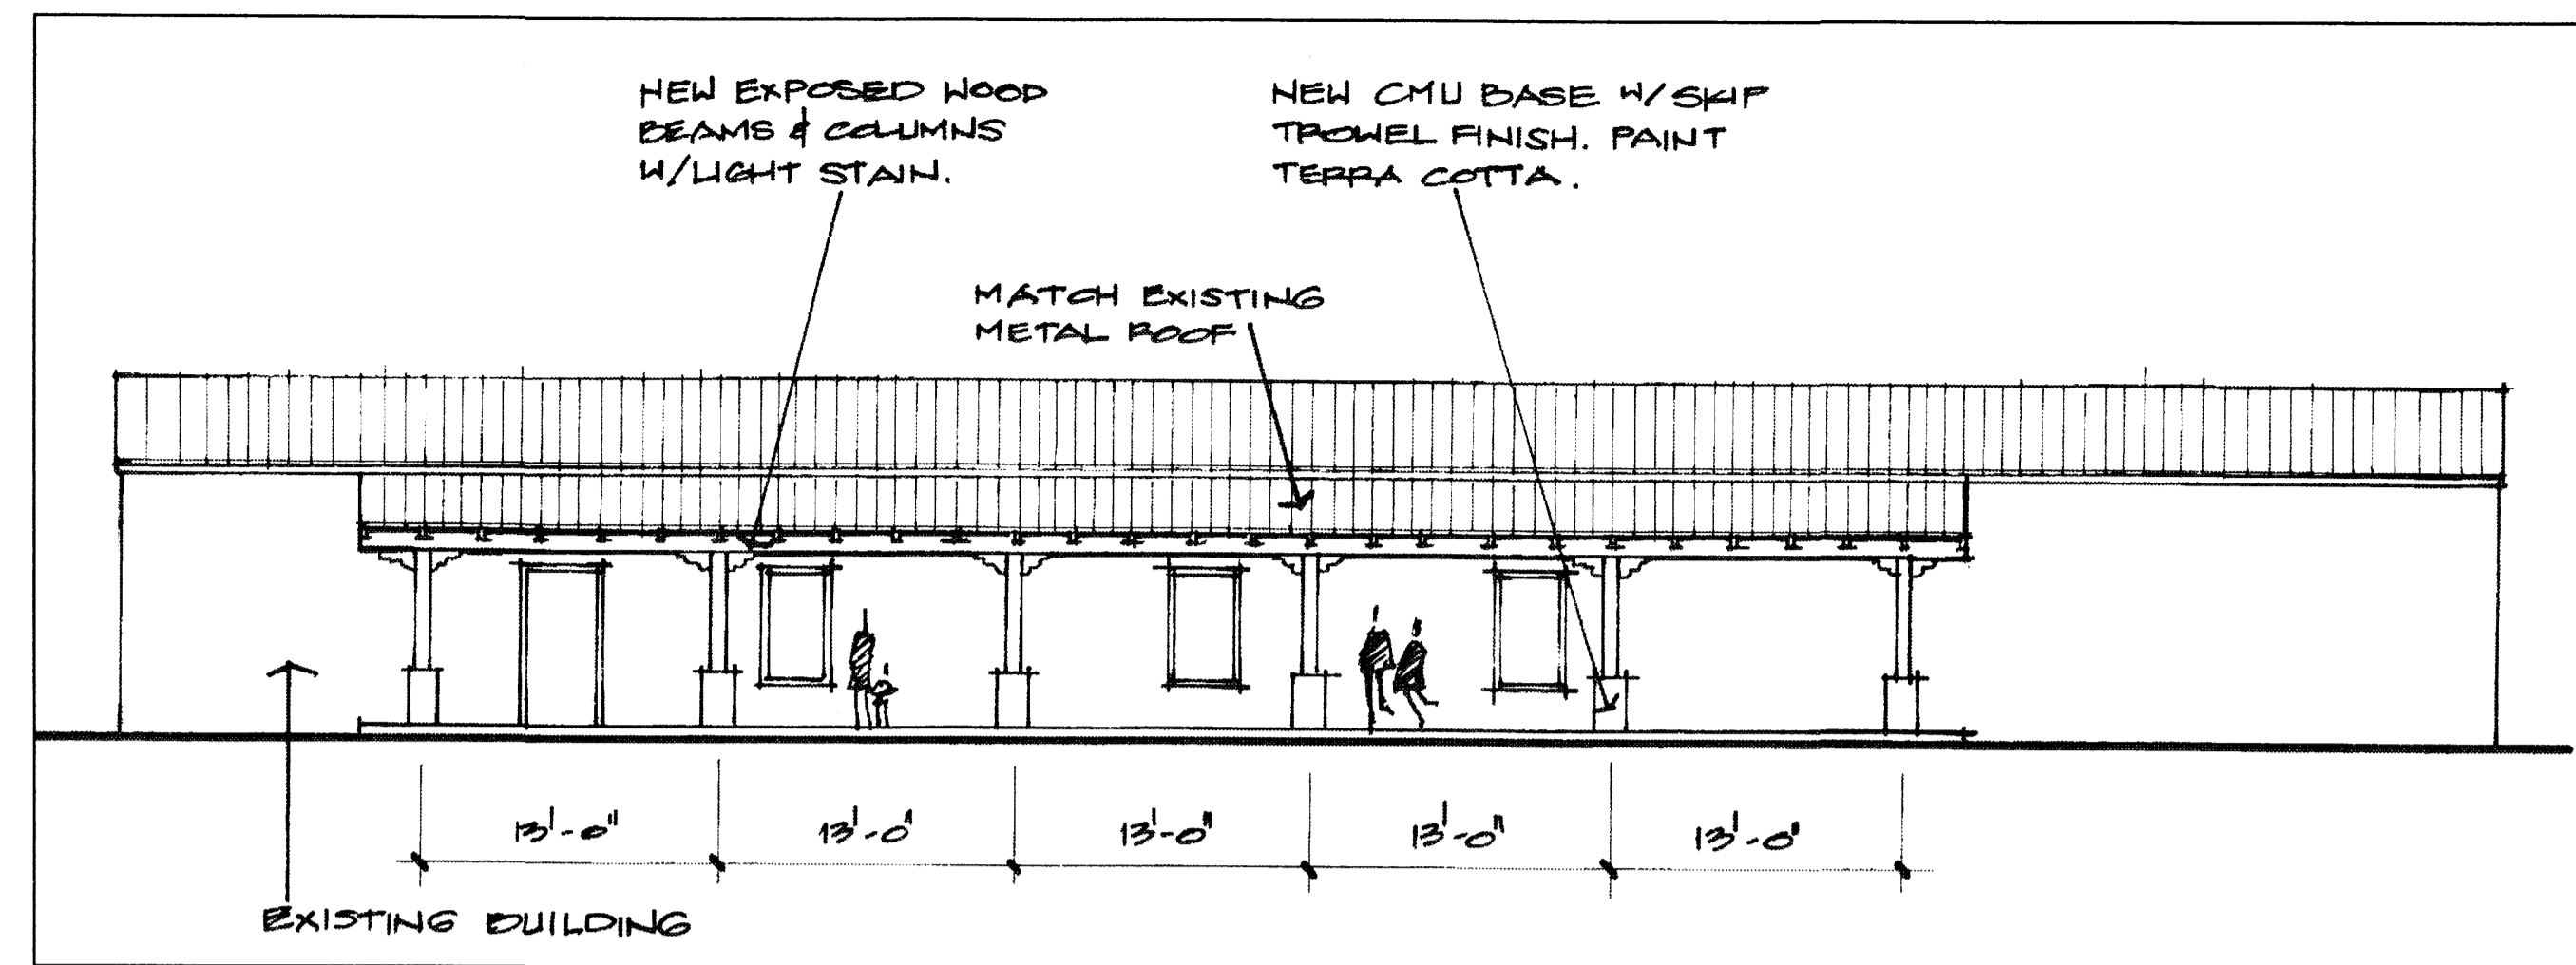 NEW EXPOSED WOOD
BEAMS & COLUMNS
W/LIGHT STAIN.
NEW CMU BASE W/SKIP
TROWEL FINISH. PAINT
TERRA COTTA.
MATCH EXISTING
METAL ROOF
13'-0" 13'-0" 13'-0" 13'-0" 13'-0"
EXISTING BUILDING